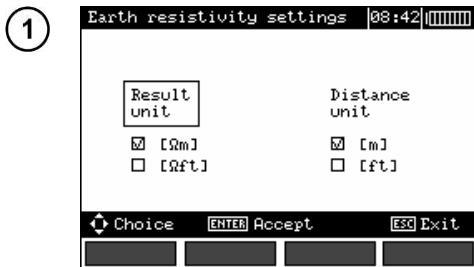 1
Earth resistivity settings 08:42
Result unit
Distance unit
☑ [Ωm]
☑ [m]
☐ [Ωft]
☐ [ft]
Choice ENTER Accept ESC Exit